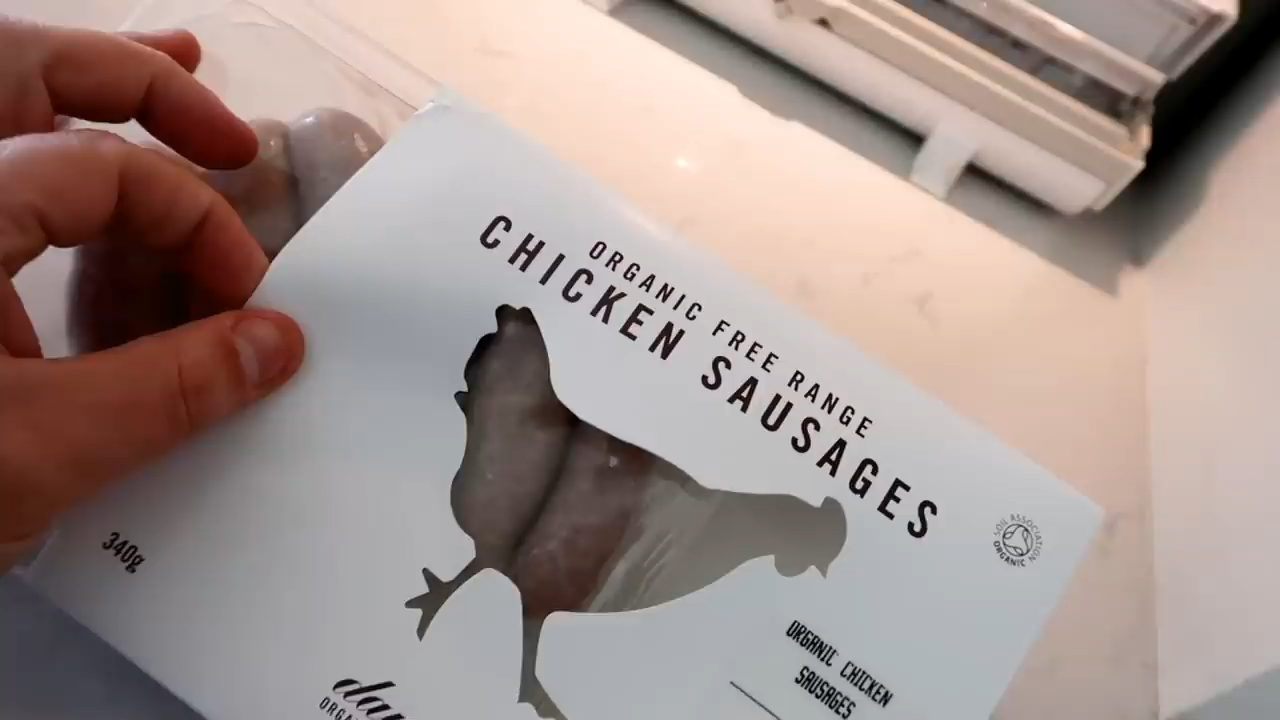 ORGANIC FREE RANGE
CHICKEN SAUSAGES
SOIL ASSOCIATION
ORGANIC
340g
ORGANIC CHICKEN
SAUSAGES